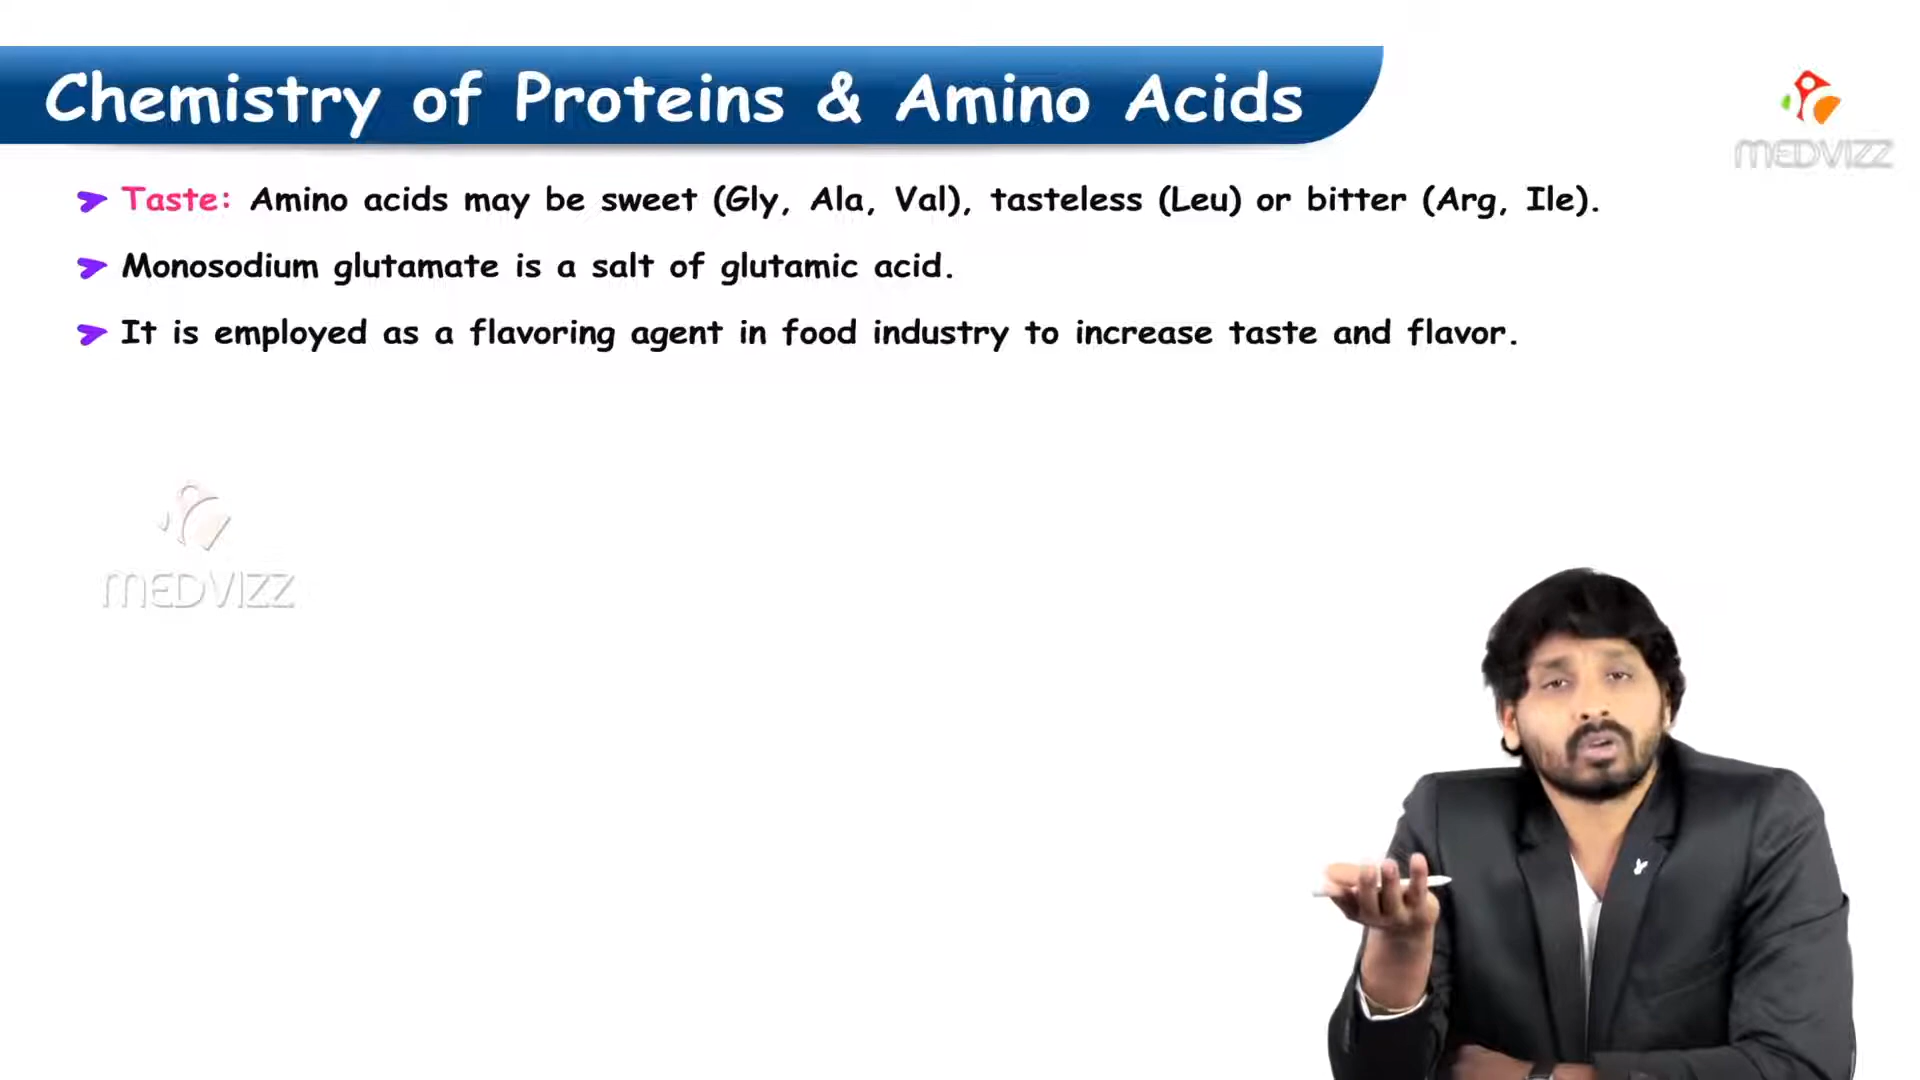 Chemistry of Proteins & Amino Acids
MEDVIZZ
Taste: Amino acids may be sweet (Gly, Ala, Val), tasteless (Leu) or bitter (Arg, Ile).
Monosodium glutamate is a salt of glutamic acid.
It is employed as a flavoring agent in food industry to increase taste and flavor.
MEDVIZZ